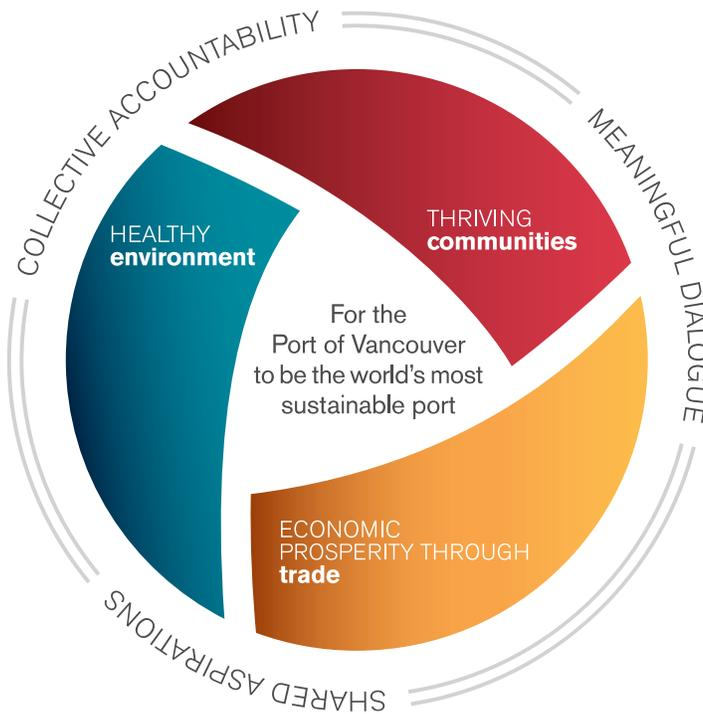 COLLECTIVE ACCOUNTABILITY
MEANINGFUL DIALOGUE
THRIVING
communities
HEALTHY
environment
For the
Port of Vancouver
to be the world's most
sustainable port
ECONOMIC
PROSPERITY THROUGH
trade
SHARED ASPIRATIONS